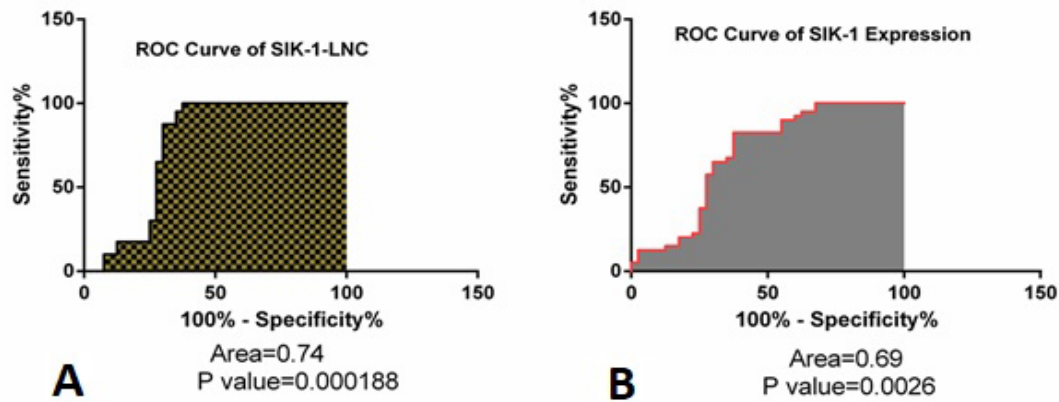 150
ROC Curve of SIK-1-LNC
100
50
0
Sensitivity%
0 50 100 150
100% - Specificity%
Area=0.74
P value=0.000188
A
150
ROC Curve of SIK-1 Expression
100
50
0
Sensitivity%
0 50 100 150
100% - Specificity%
Area=0.69
P value=0.0026
B